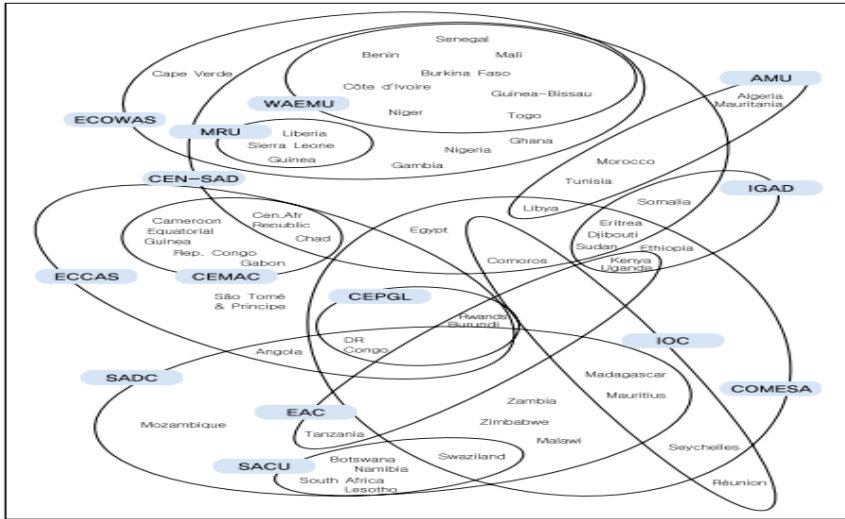 Senegal
Benin
Mali
Cape Verde
Burkina Faso
AMU
Côte d'Ivoire
Guinea-Bissau
Algeria
Mauritania
WAEMU
Niger
Togo
ECOWAS
MRU
Liberia
Sierra Leone
Guinea
Ghana
Nigeria
Gambia
Morocco
Tunisia
CEN-SAD
IGAD
Somalia
Libya
Cameroon
Equatorial
Guinea
Cen.Afr
Republic
Chad
Rep. Congo
Gabon
Egypt
Eritrea
Djibouti
Sudan
Ethiopia
Kenya
Uganda
Comoros
ECCAS
CEMAC
CEPGL
São Tomé
& Principe
Rwanda
Burundi
DR
Congo
Angola
IOC
SADC
Madagascar
Mauritius
COMESA
Zambia
Zimbabwe
Malawi
EAC
Mozambique
Tanzania
Seychelles
SACU
Botswana
Namibia
Swaziland
South Africa
Lesotho
Réunion